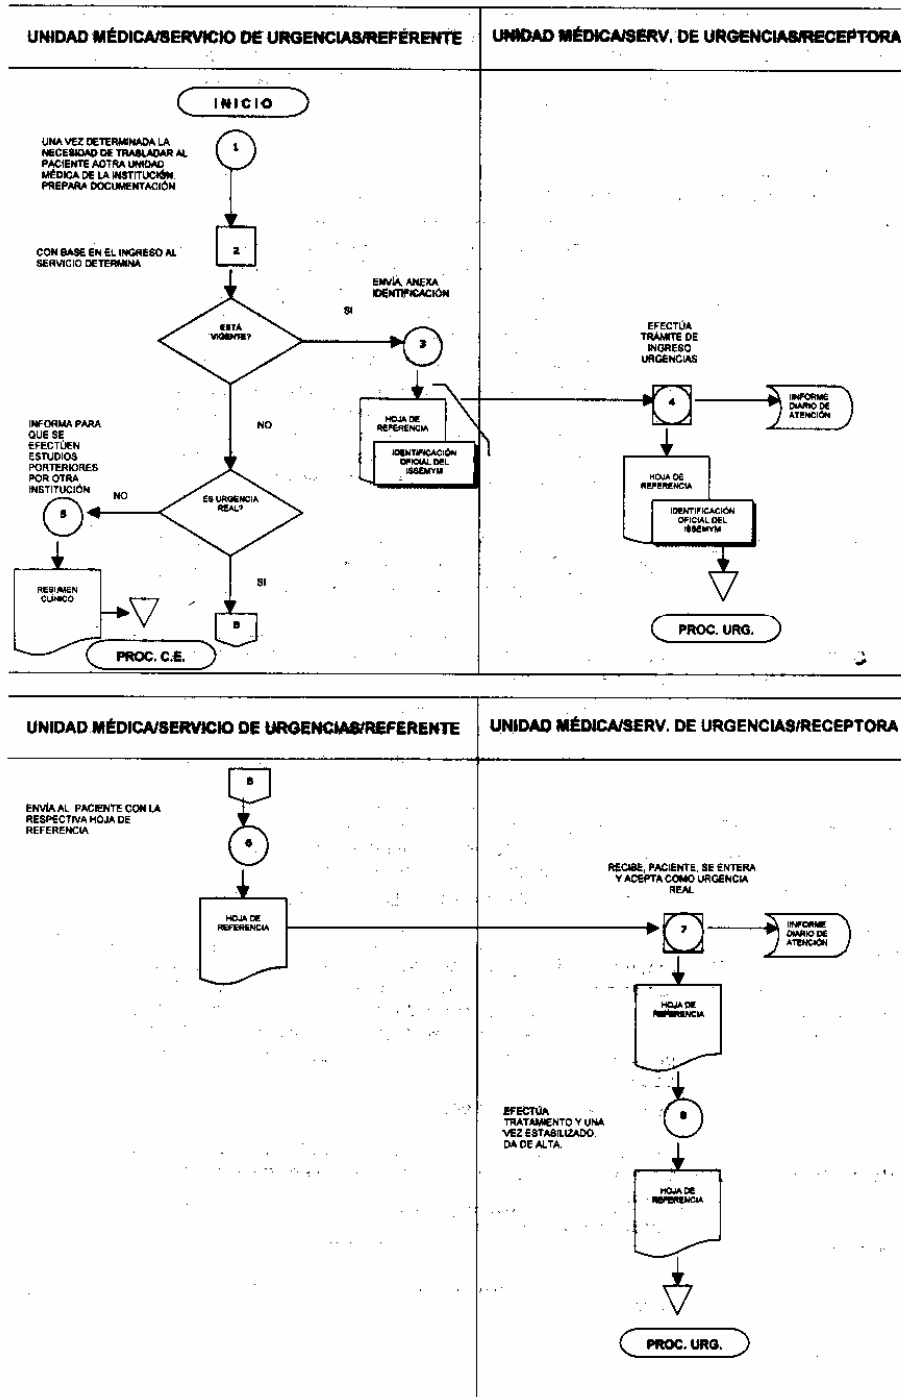 UNIDAD MÉDICA/SERVICIO DE URGENCIAS/REFERENTE
UNIDAD MÉDICA/SERV. DE URGENCIAS/RECEPTORA
INICIO
UNA VEZ DETERMINADA LA
NECESIDAD DE TRASLADAR AL
PACIENTE AOTRA UNIDAD
MÉDICA DE LA INSTITUCIÓN.
PREPARA DOCUMENTACIÓN
1
CON BASE EN EL INGRESO AL
SERVICIO DETERMINA
2
ENVÍA, ANEXA
IDENTIFICACIÓN
SI
ESTÁ
VIGENTE?
3
EFECTÚA
TRÁMITE DE
INGRESO
URGENCIAS
4
IINFORME
DIARIO DE
ATENCIÓN
HOJA DE
REFERENCIA
IDENTIFICACIÓN
OFICIAL DEL
ISSEMYM
NO
INFORMA PARA
QUE SE
EFECTÚEN
ESTUDIOS
PORTERIORES
POR OTRA
INSTITUCIÓN
NO
5
ES URGENCIA
REAL?
HOJA DE
REFERENCIA
IDENTIFICACIÓN
OFICIAL DEL
ISSEMYM
SI
RESUMEN
CLÍNICO
B
PROC. C.E.
PROC. URG.
UNIDAD MÉDICA/SERVICIO DE URGENCIAS/REFERENTE
UNIDAD MÉDICA/SERV. DE URGENCIAS/RECEPTORA
B
ENVÍA AL PACIENTE CON LA
RESPECTIVA HOJA DE
REFERENCIA
6
HOJA DE
REFERENCIA
RECIBE, PACIENTE, SE ENTERA
Y ACEPTA COMO URGENCIA
REAL
7
IINFORME
DIARIO DE
ATENCIÓN
HOJA DE
REFERENCIA
EFECTÚA
TRATAMIENTO Y UNA
VEZ ESTABILIZADO.
DA DE ALTA.
8
HOJA DE
REFERENCIA
PROC. URG.